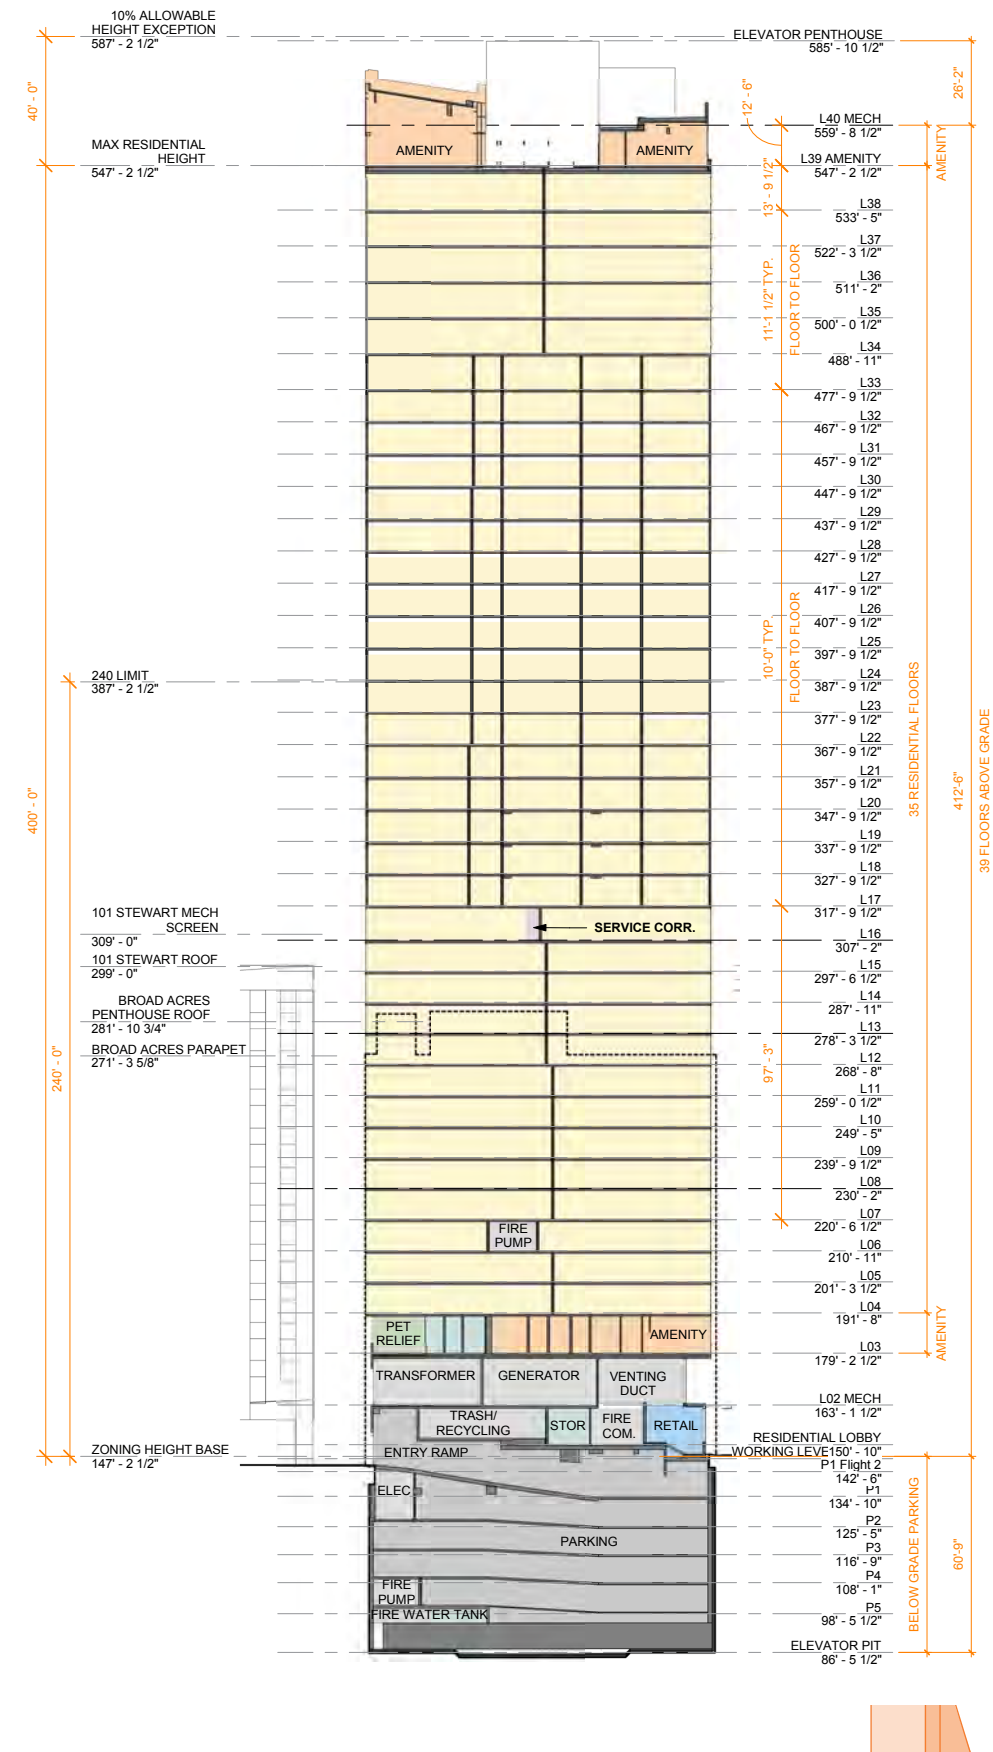 10% ALLOWABLE
HEIGHT EXCEPTION
587' - 2 1/2"
ELEVATOR PENTHOUSE
585' - 10 1/2"
40' - 0"
26'-2"
12' - 6"
L40 MECH
559' - 8 1/2"
AMENITY
AMENITY
AMENITY
MAX RESIDENTIAL
HEIGHT
547' - 2 1/2"
L39 AMENITY
547' - 2 1/2"
13' - 9 1/2"
L38
533' - 5"
L37
522' - 3 1/2"
L36
511' - 2"
L35
500' - 0 1/2"
L34
488' - 11"
11'-1 1/2" TYP.
FLOOR TO FLOOR
L33
477' - 9 1/2"
L32
467' - 9 1/2"
L31
457' - 9 1/2"
L30
447' - 9 1/2"
L29
437' - 9 1/2"
L28
427' - 9 1/2"
L27
417' - 9 1/2"
L26
407' - 9 1/2"
L25
397' - 9 1/2"
10'-0" TYP.
FLOOR TO FLOOR
240 LIMIT
387' - 2 1/2"
L24
387' - 9 1/2"
L23
377' - 9 1/2"
L22
367' - 9 1/2"
L21
357' - 9 1/2"
L20
347' - 9 1/2"
L19
337' - 9 1/2"
L18
327' - 9 1/2"
35 RESIDENTIAL FLOORS
412'-6"
39 FLOORS ABOVE GRADE
400' - 0"
L17
317' - 9 1/2"
101 STEWART MECH
SCREEN
309' - 0"
SERVICE CORR.
L16
307' - 2"
101 STEWART ROOF
299' - 0"
L15
297' - 6 1/2"
L14
287' - 11"
BROAD ACRES
PENTHOUSE ROOF
281' - 10 3/4"
L13
278' - 3 1/2"
BROAD ACRES PARAPET
271' - 3 5/8"
L12
268' - 8"
240' - 0"
97' - 3"
L11
259' - 0 1/2"
L10
249' - 5"
L09
239' - 9 1/2"
L08
230' - 2"
L07
220' - 6 1/2"
FIRE
PUMP
L06
210' - 11"
L05
201' - 3 1/2"
L04
191' - 8"
PET
RELIEF
AMENITY
AMENITY
L03
179' - 2 1/2"
TRANSFORMER
GENERATOR
VENTING
DUCT
L02 MECH
163' - 1 1/2"
TRASH/
RECYCLING
STOR
FIRE
COM.
RETAIL
RESIDENTIAL LOBBY
ZONING HEIGHT BASE
147' - 2 1/2"
ENTRY RAMP
WORKING LEVE150' - 10"
P1 Flight 2
142' - 6"
P1
134' - 10"
ELEC
P2
125' - 5"
PARKING
P3
116' - 9"
P4
108' - 1"
FIRE
PUMP
P5
98' - 5 1/2"
FIRE WATER TANK
BELOW GRADE PARKING
60'-9"
ELEVATOR PIT
86' - 5 1/2"